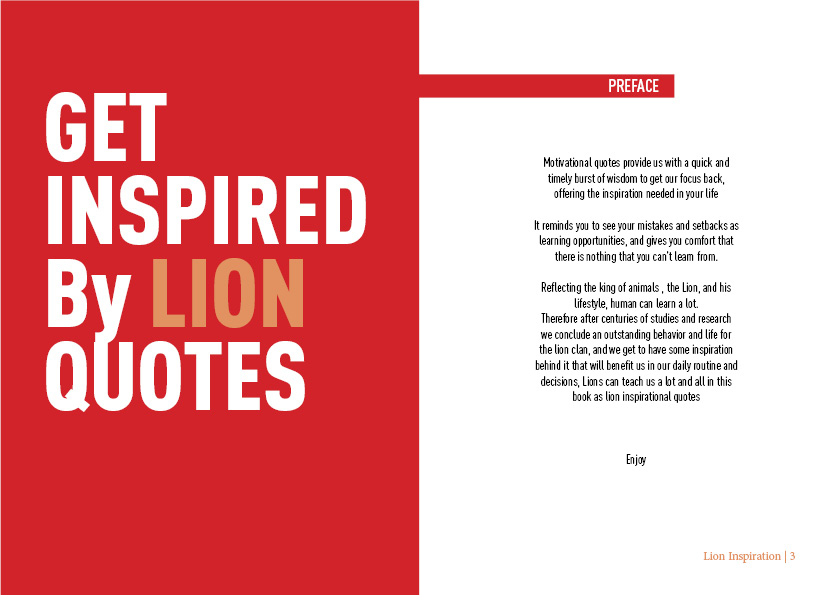 GET
INSPIRED
By LION
QUOTES
PREFACE
Motivational quotes provide us with a quick and
timely burst of wisdom to get our focus back,
offering the inspiration needed in your life
It reminds you to see your mistakes and setbacks as
learning opportunities, and gives you comfort that
there is nothing that you can't learn from.
Reflecting the king of animals , the Lion, and his
lifestyle, human can learn a lot.
Therefore after centuries of studies and research
we conclude an outstanding behavior and life for
the lion clan, and we get to have some inspiration
behind it that will benefit us in our daily routine and
decisions, Lions can teach us a lot and all in this
book as lion inspirational quotes
Enjoy
Lion Inspiration | 3